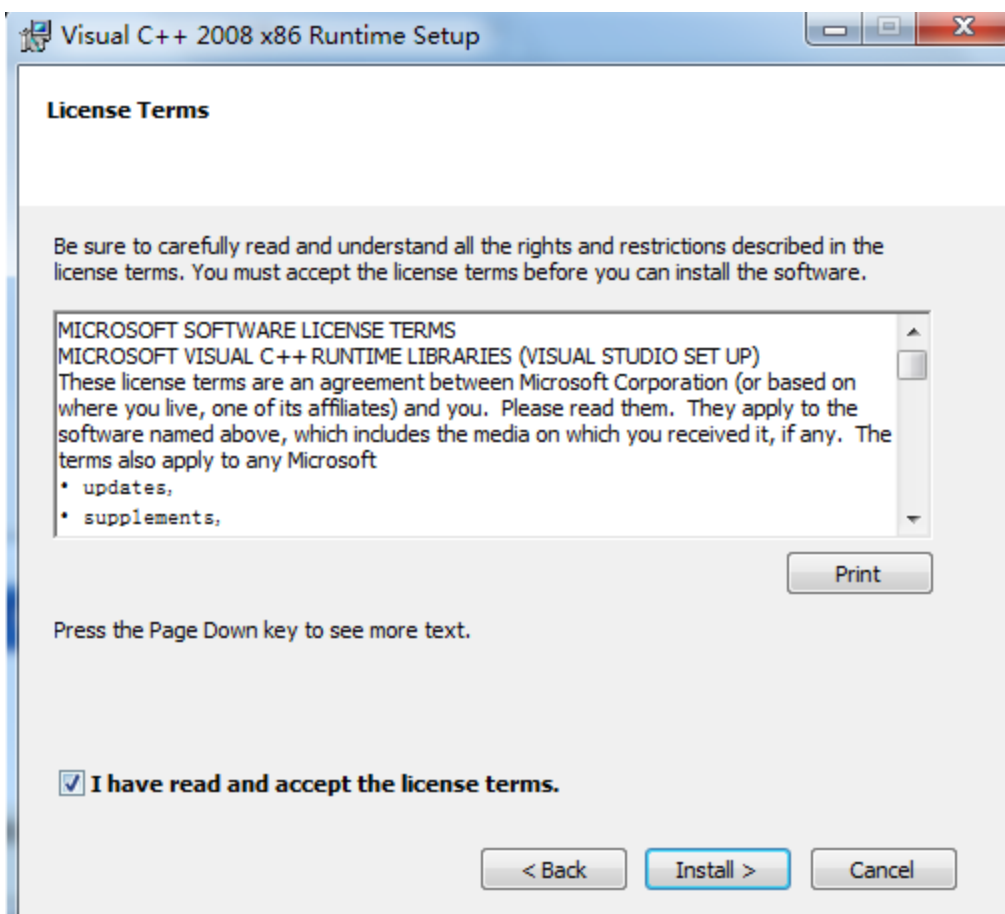 Visual C++ 2008 x86 Runtime Setup
License Terms
Be sure to carefully read and understand all the rights and restrictions described in the
license terms. You must accept the license terms before you can install the software.
MICROSOFT SOFTWARE LICENSE TERMS
MICROSOFT VISUAL C++ RUNTIME LIBRARIES (VISUAL STUDIO SET UP)
These license terms are an agreement between Microsoft Corporation (or based on
where you live, one of its affiliates) and you.  Please read them.  They apply to the
software named above, which includes the media on which you received it, if any.  The
terms also apply to any Microsoft
• updates,
• supplements,
Print
Press the Page Down key to see more text.
I have read and accept the license terms.
< Back Install > Cancel